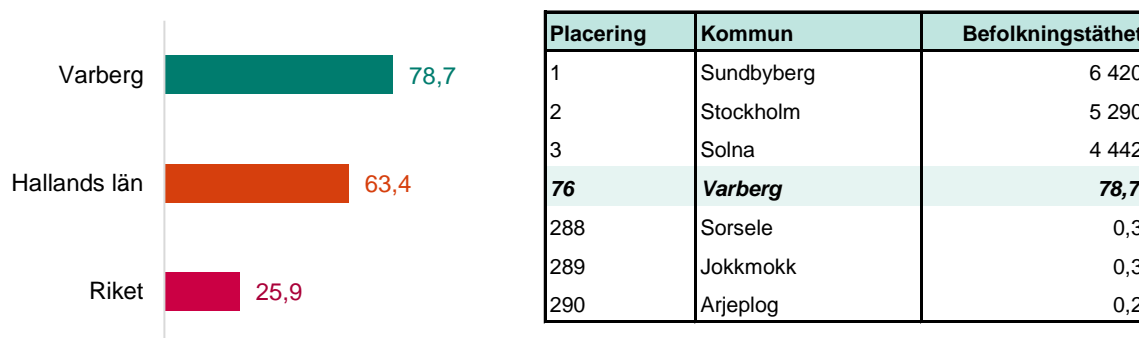 Varberg 78,7
Hallands län 63,4
Riket 25,9
Placering Kommun Befolkningstäthet
1 Sundbyberg 6 420
2 Stockholm 5 290
3 Solna 4 442
76 Varberg 78,7
288 Sorsele 0,3
289 Jokkmokk 0,3
290 Arjeplog 0,2